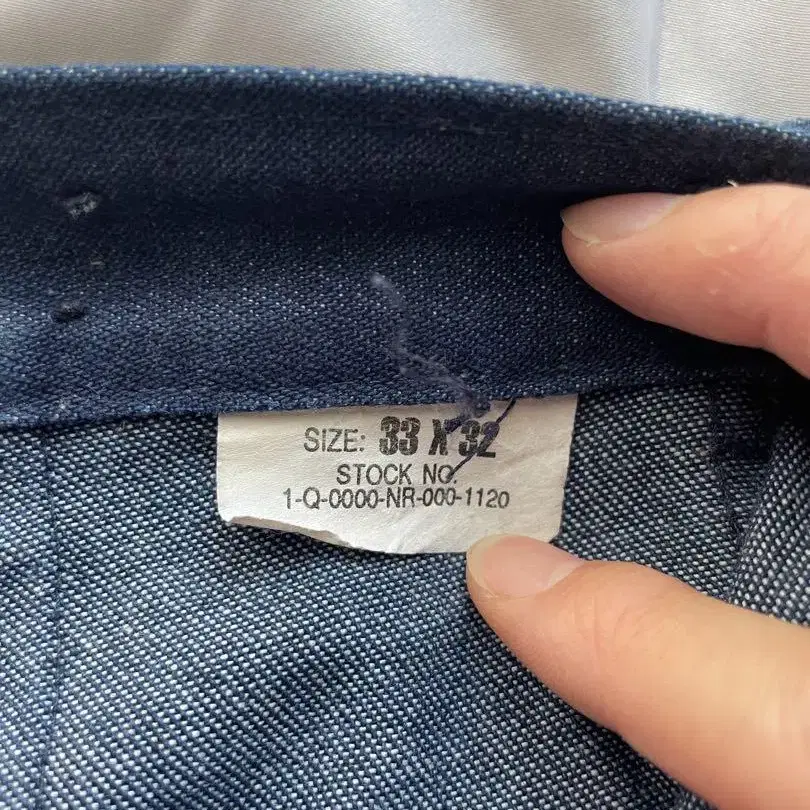 SIZE: 33 X 32
STOCK NO.
1-Q-0000-NR-000-1120